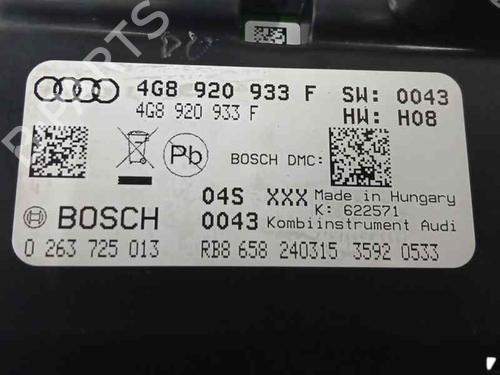 4G8 920 933 F SW: 0043
4G8 920 933 F HW: H08
Pb BOSCH DMC:
04S XXX Made in Hungary
K: 622571
BOSCH 0043 Kombiinstrument Audi
0 263 725 013 RB8 658 240315 3592 0533
PARTS